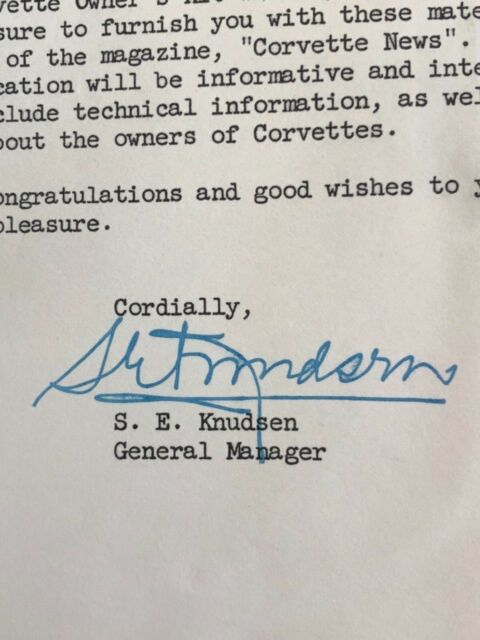 vette Owner's
sure to furnish you with these mate
of the magazine, "Corvette News".
cation will be informative and inte
clude technical information, as wel
bout the owners of Corvettes.
ongratulations and good wishes to y
pleasure.
Cordially,
SEKnudsen
S. E. Knudsen
General Manager